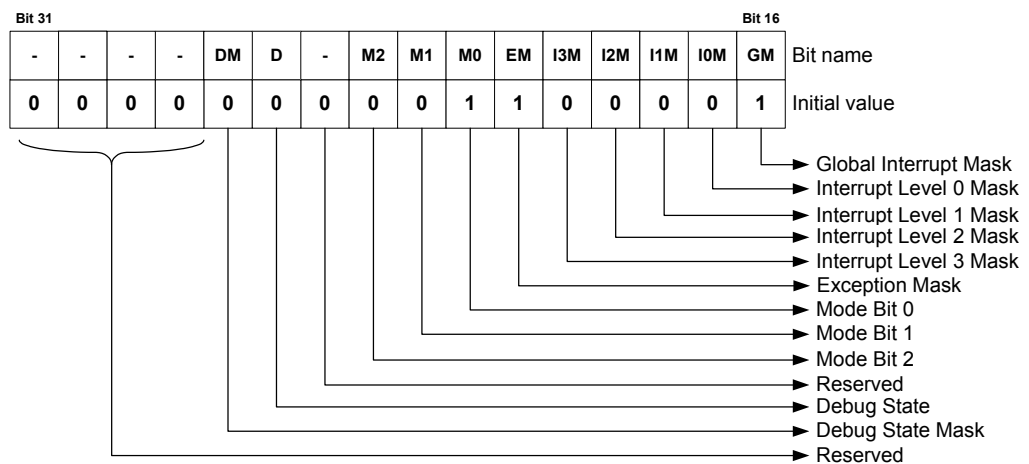 Bit 31 Bit 16
- - - - DM D - M2 M1 M0 EM I3M I2M I1M I0M GM Bit name
0 0 0 0 0 0 0 0 0 1 1 0 0 0 0 1 Initial value
Global Interrupt Mask
Interrupt Level 0 Mask
Interrupt Level 1 Mask
Interrupt Level 2 Mask
Interrupt Level 3 Mask
Exception Mask
Mode Bit 0
Mode Bit 1
Mode Bit 2
Reserved
Debug State
Debug State Mask
Reserved